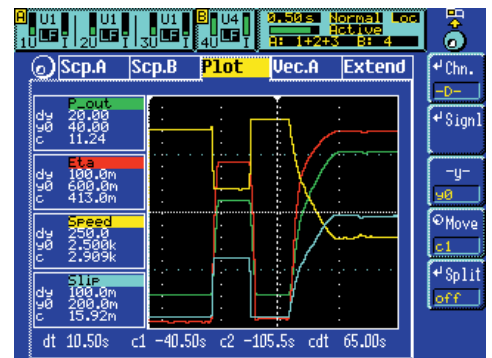 A U1 U1 U1 B U4 0.50s Normal Loc
1U LF I 2U LF I 3U LF I 4U LF I Active
A: 1+2+3 B: 4
Scp.A Scp.B Plot Vec.A Extend
P_out
dy 20.00
y0 40.00
c 11.24
Eta
dy 100.0m
y0 600.0m
c 413.0m
Speed
dy 250.0
y0 2.500k
c 2.909k
Slip
dy 100.0m
y0 200.0m
c 15.92m
dt 10.50s c1 -40.50s c2 -105.5s cdt 65.00s
Chn.
-D-
Signl
-y-
y0
Move
c1
Split
off